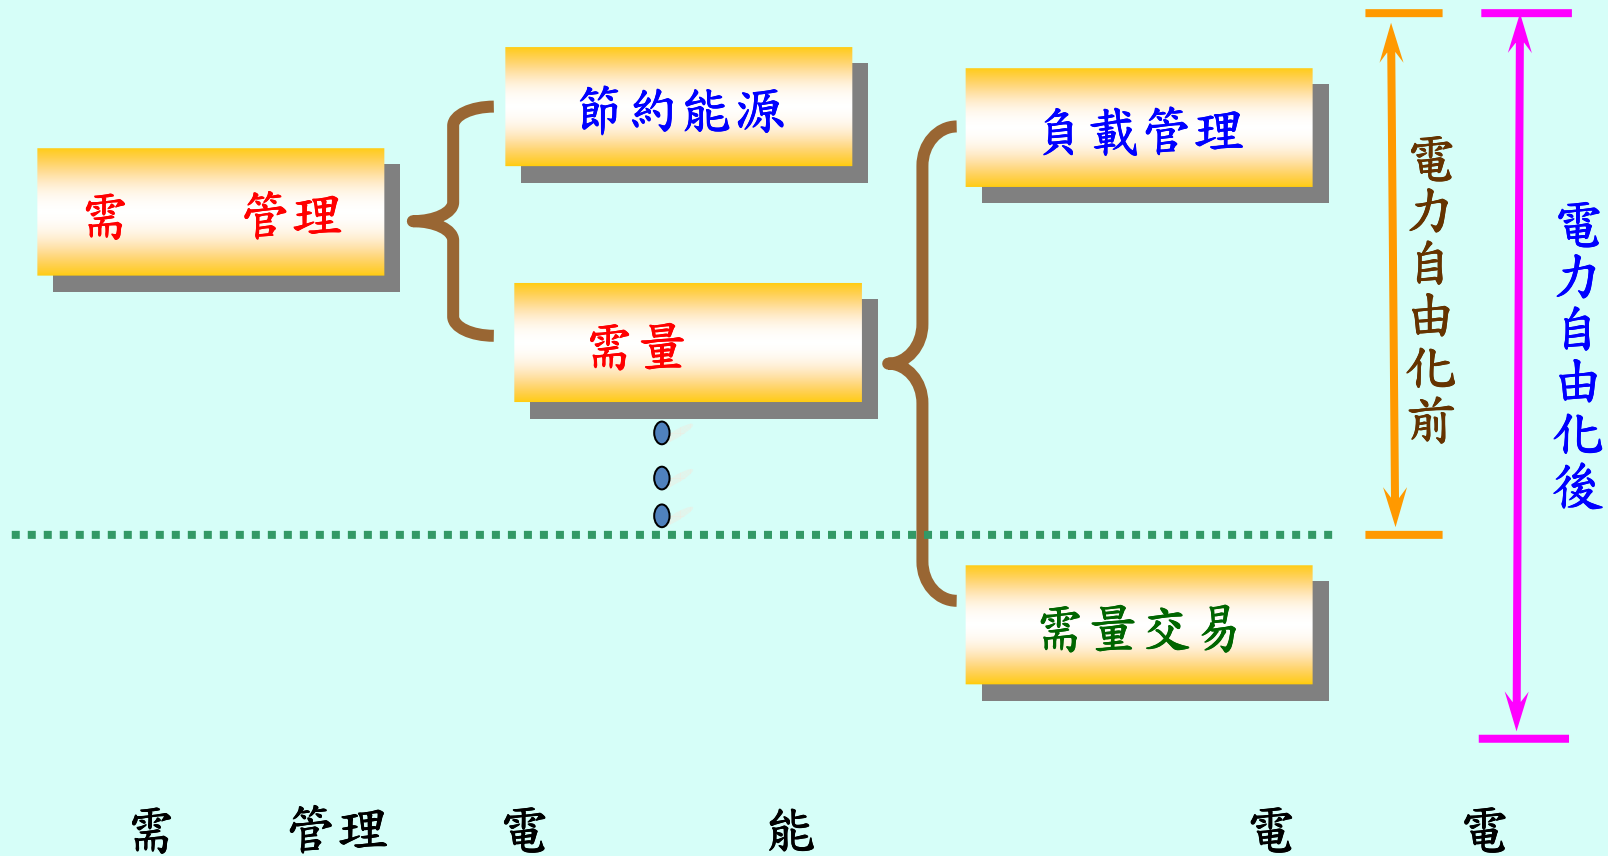 節約能源
負載管理
需 管理
需量
需量交易
電力自由化前
電力自由化後
需 管理 電 能 電 電